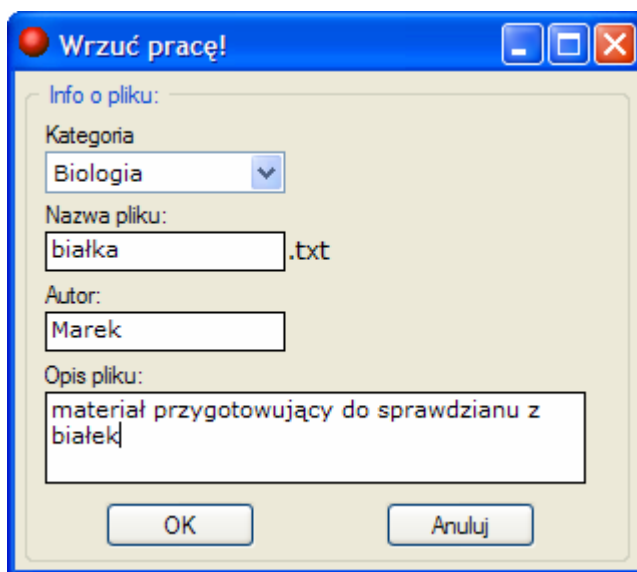 Wrzuć pracę!
Info o pliku:
Kategoria
Biologia
Nazwa pliku:
białka .txt
Autor:
Marek
Opis pliku:
materiał przygotowujący do sprawdzianu z
białek
OK Anuluj